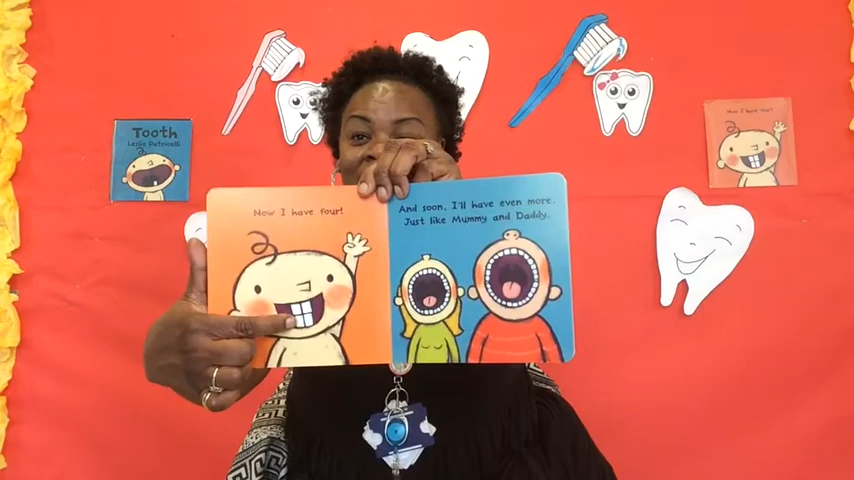 Tooth
Leslie Patricelli
Now I have four!
Now I have four!
And soon, I'll have even more.
Just like Mummy and Daddy.